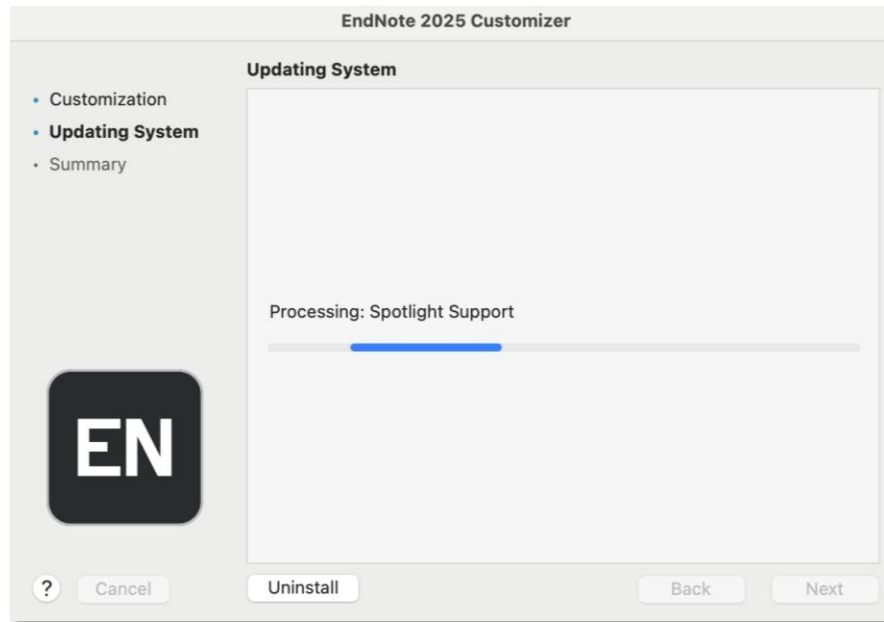 EndNote 2025 Customizer
Updating System
• Customization
• Updating System
• Summary
Processing: Spotlight Support
EN
? Cancel Uninstall Back Next